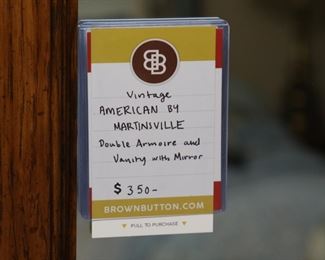 BB
Vintage
AMERICAN BY
MARTINSVILLE
Double Armoire and
Vanity with Mirror
$350-
BROWNBUTTON.COM
PULL TO PURCHASE